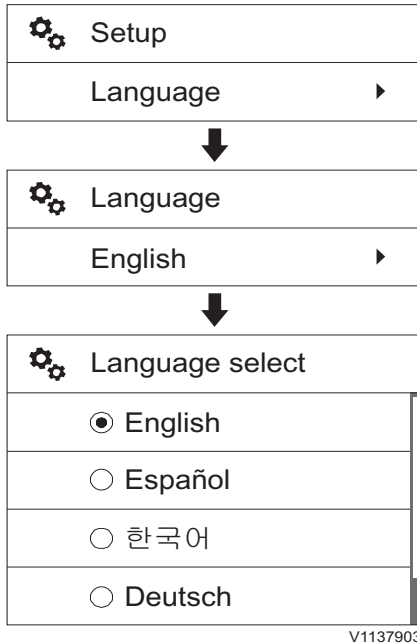 Setup
Language
Language
English
Language select
English
Español
한국어
Deutsch
V1137903